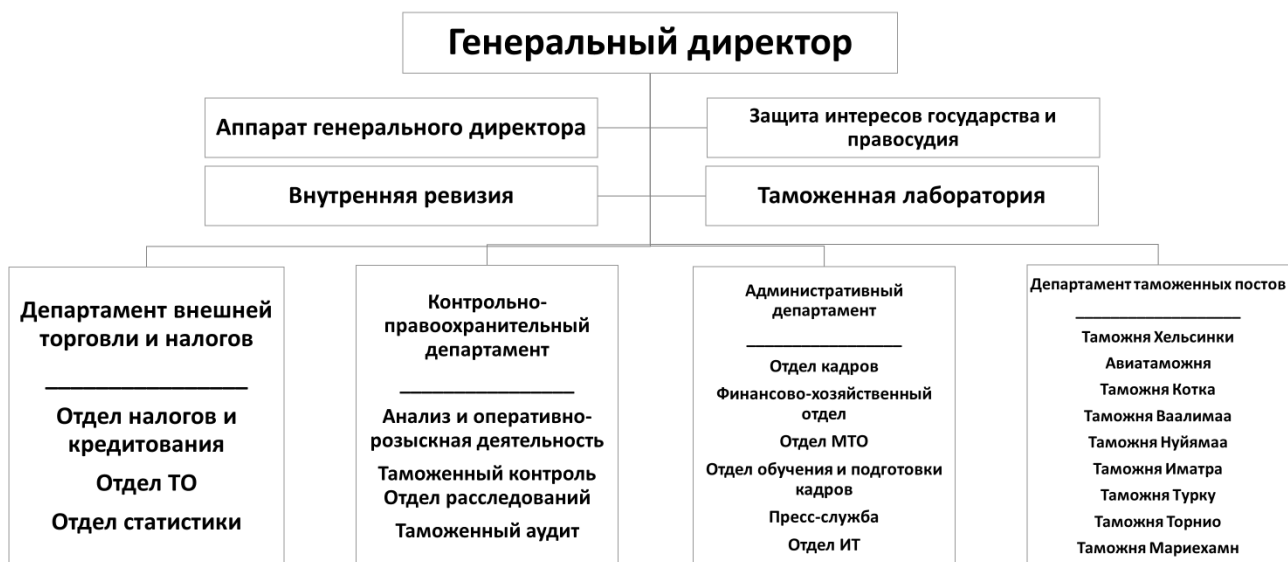 Генеральный директор
Аппарат генерального директора
Защита интересов государства и
правосудия
Внутренняя ревизия
Таможенная лаборатория
Департамент внешней
торговли и налогов
Отдел налогов и
кредитования
Отдел ТО
Отдел статистики
Контрольно-
правоохранительный
департамент
Анализ и оперативно-
розыскная деятельность
Таможенный контроль
Отдел расследований
Таможенный аудит
Административный
департамент
Отдел кадров
Финансово-хозяйственный
отдел
Отдел МТО
Отдел обучения и подготовки
кадров
Пресс-служба
Отдел ИТ
Департамент таможенных постов
Таможня Хельсинки
Авиатаможня
Таможня Котка
Таможня Ваалимаа
Таможня Нуйямаа
Таможня Иматра
Таможня Турку
Таможня Торнио
Таможня Мариехамн